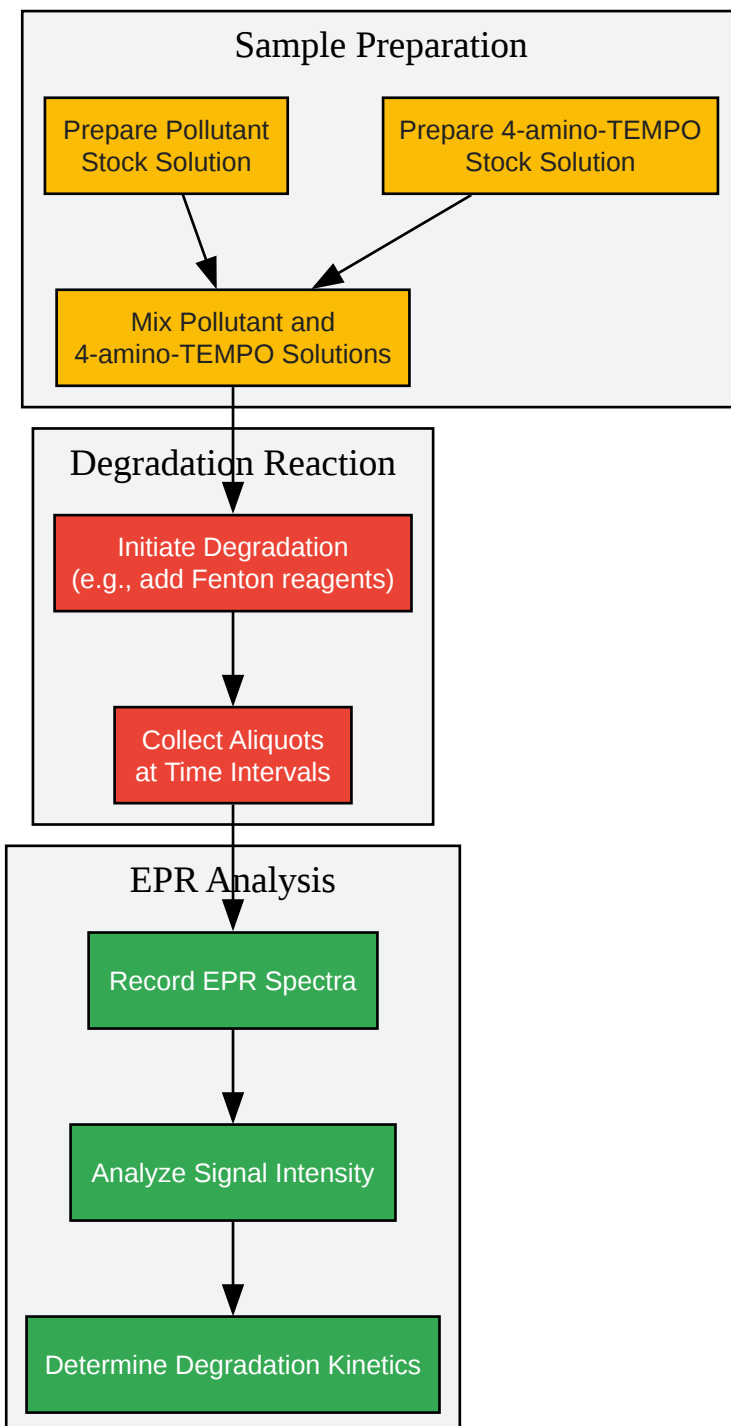 Sample Preparation
Prepare Pollutant
Stock Solution
Prepare 4-amino-TEMPO
Stock Solution
Mix Pollutant and
4-amino-TEMPO Solutions
Degradation Reaction
Initiate Degradation
(e.g., add Fenton reagents)
Collect Aliquots
at Time Intervals
EPR Analysis
Record EPR Spectra
Analyze Signal Intensity
Determine Degradation Kinetics